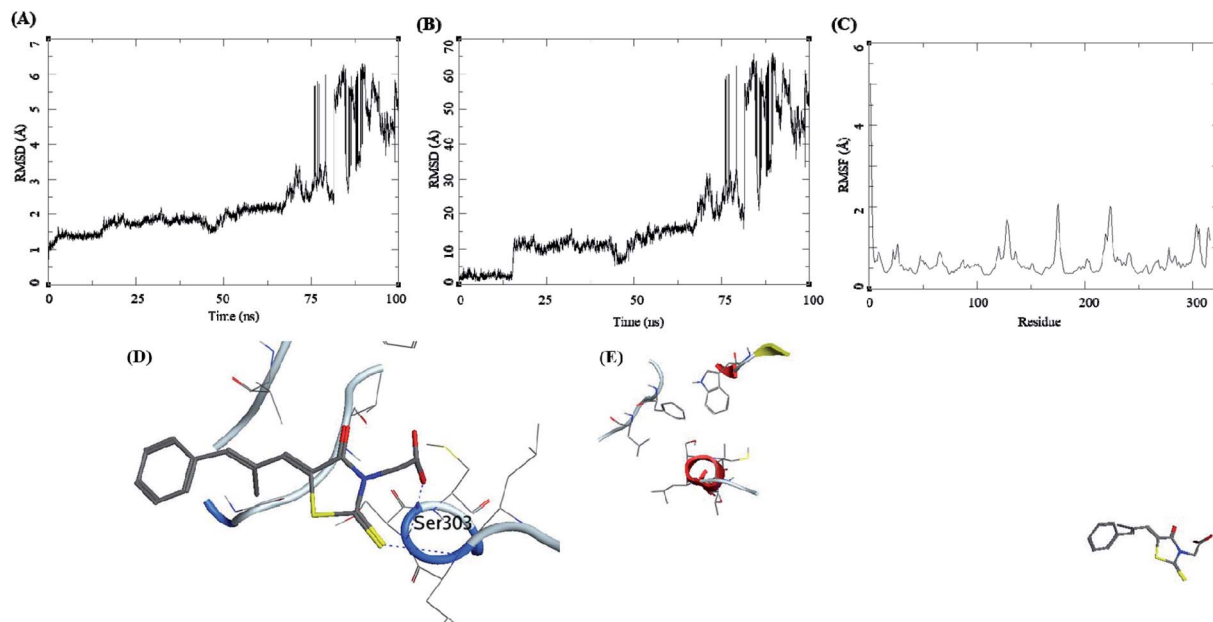 (A)
7
6
5
4
3
2
1
0
RMSD (Å)
0 25 50 75 100
Time (ns)
(B)
70
60
50
40
30
20
10
0
RMSD (Å)
0 25 50 75 100
Time (ns)
(C)
6
4
2
0
RMSF (Å)
0 100 200 300
Residue
(D)
Ser303
(E)